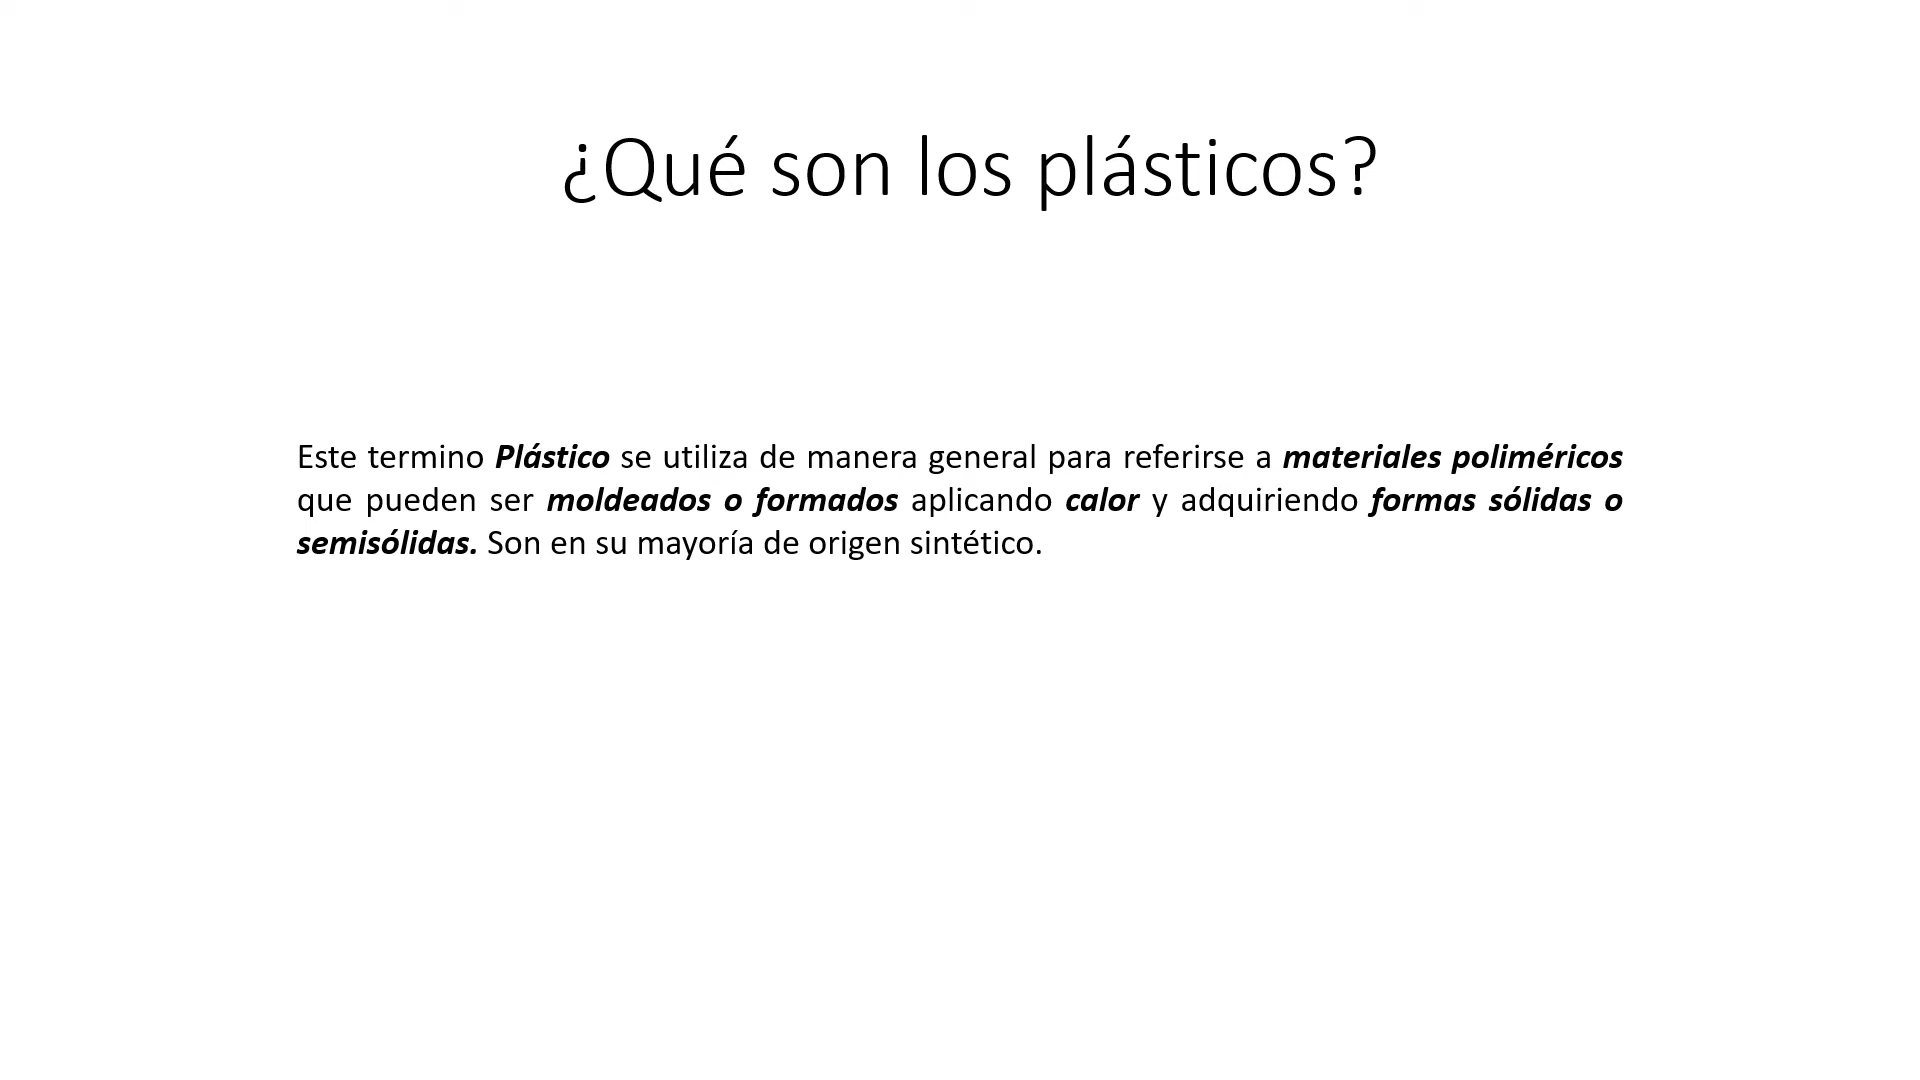 ¿Qué son los plásticos?
Este termino Plástico se utiliza de manera general para referirse a materiales poliméricos
que pueden ser moldeados o formados aplicando calor y adquiriendo formas sólidas o
semisólidas. Son en su mayoría de origen sintético.